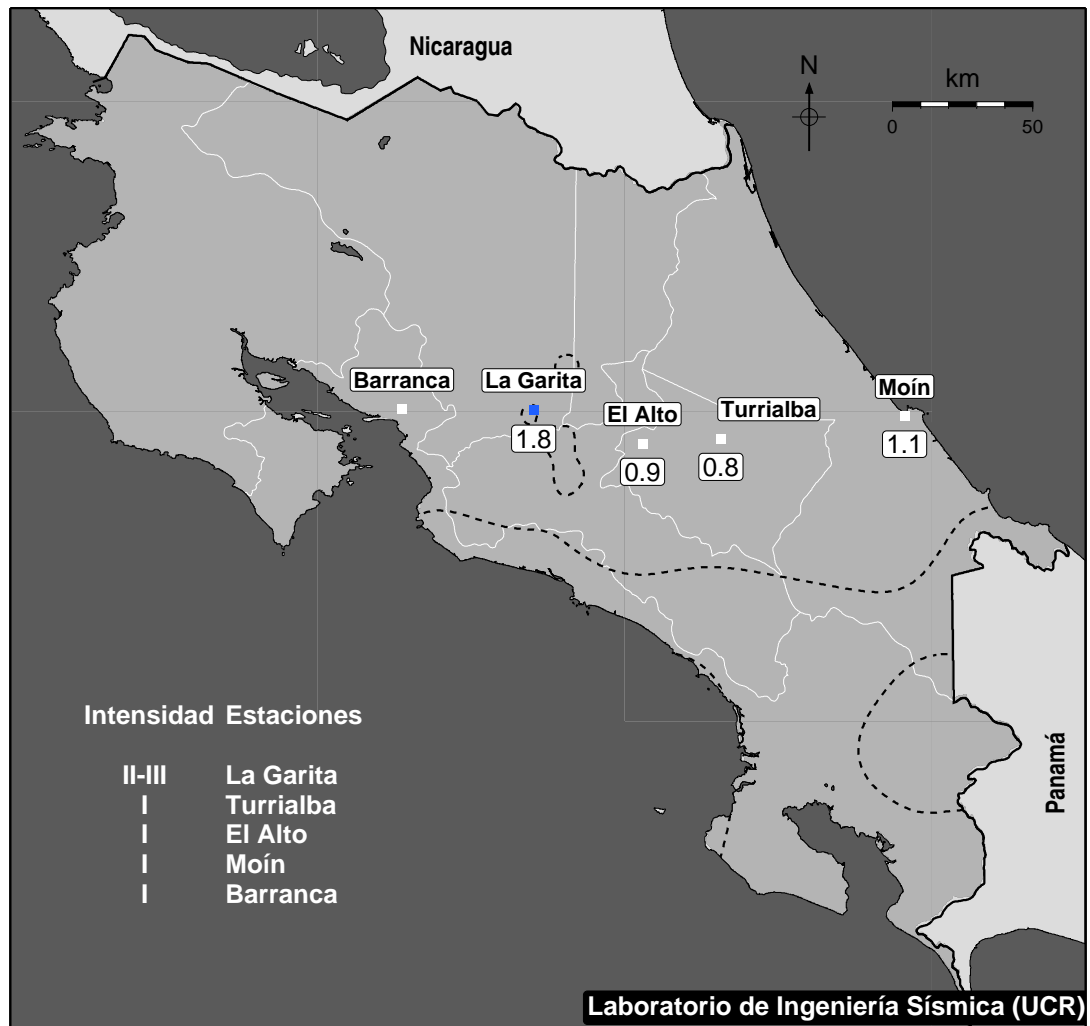 Nicaragua
km
N
0
50
Barranca
La Garita
Moín
El Alto
Turrialba
1.8
0.9
0.8
1.1
Intensidad Estaciones
II-III La Garita
I Turrialba
I El Alto
I Moín
I Barranca
Panamá
Laboratorio de Ingeniería Sísmica (UCR)